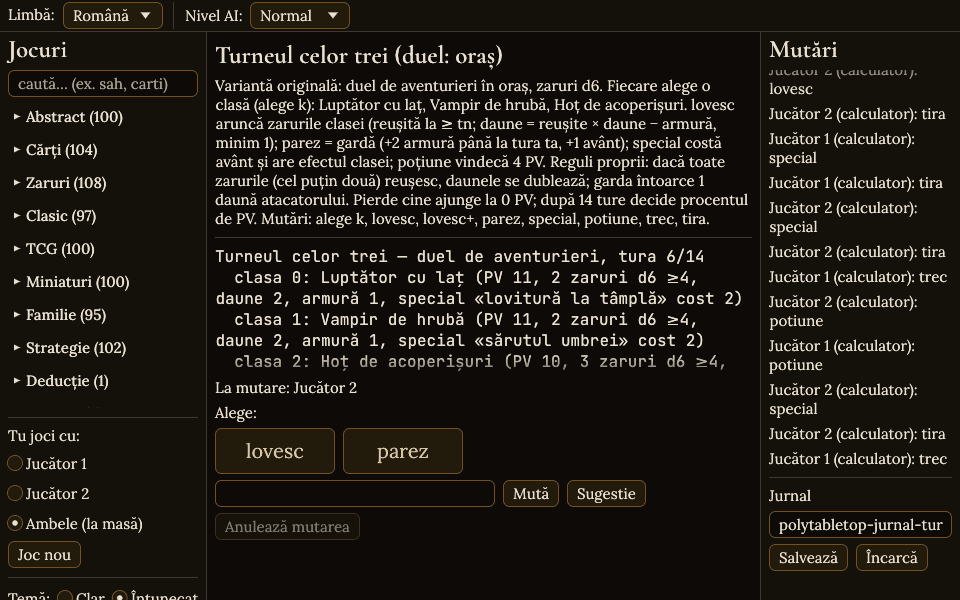 Limbă: Română ▼ Nivel AI: Normal ▼
Jocuri
caută... (ex. sah, carti)
▸ Abstract (100)
▸ Cărți (104)
▸ Zaruri (108)
▸ Clasic (97)
▸ TCG (100)
▸ Miniaturi (100)
▸ Familie (95)
▸ Strategie (102)
▸ Deducție (1)
Tu joci cu:
Jucător 1
Jucător 2
Ambele (la masă)
Joc nou
Temă: Clar Întunecat
Turneul celor trei (duel: oraș)
Variantă originală: duel de aventurieri în oraș, zaruri d6. Fiecare alege o
clasă (alege k): Luptător cu laț, Vampir de hrubă, Hoț de acoperișuri. lovesc
aruncă zarurile clasei (reușită la ≥ tn; daune = reușite × daune − armură,
minim 1); parez = gardă (+2 armură până la tura ta, +1 avânt); special costă
avânt și are efectul clasei; poțiune vindecă 4 PV. Reguli proprii: dacă toate
zarurile (cel puțin două) reușesc, daunele se dublează; garda întoarce 1
daună atacatorului. Pierde cine ajunge la 0 PV; după 14 ture decide procentul
de PV. Mutări: alege k, lovesc, lovesc+, parez, special, potiune, trec, tira.
Turneul celor trei — duel de aventurieri, tura 6/14
clasa 0: Luptător cu laț (PV 11, 2 zaruri d6 ≥4,
daune 2, armură 1, special «lovitură la tâmplă» cost 2)
clasa 1: Vampir de hrubă (PV 11, 2 zaruri d6 ≥4,
daune 2, armură 1, special «sărutul umbrei» cost 2)
clasa 2: Hoț de acoperișuri (PV 10, 3 zaruri d6 ≥4,
La mutare: Jucător 2
Alege:
lovesc parez
Mută Sugestie
Anulează mutarea
Mutări
Jucător 2 (calculator):
lovesc
Jucător 2 (calculator): tira
Jucător 1 (calculator):
special
Jucător 1 (calculator): tira
Jucător 2 (calculator):
special
Jucător 2 (calculator): tira
Jucător 1 (calculator): trec
Jucător 2 (calculator):
potiune
Jucător 1 (calculator):
potiune
Jucător 2 (calculator):
special
Jucător 2 (calculator): tira
Jucător 1 (calculator): trec
Jurnal
polytabletop-jurnal-tur
Salvează Încarcă